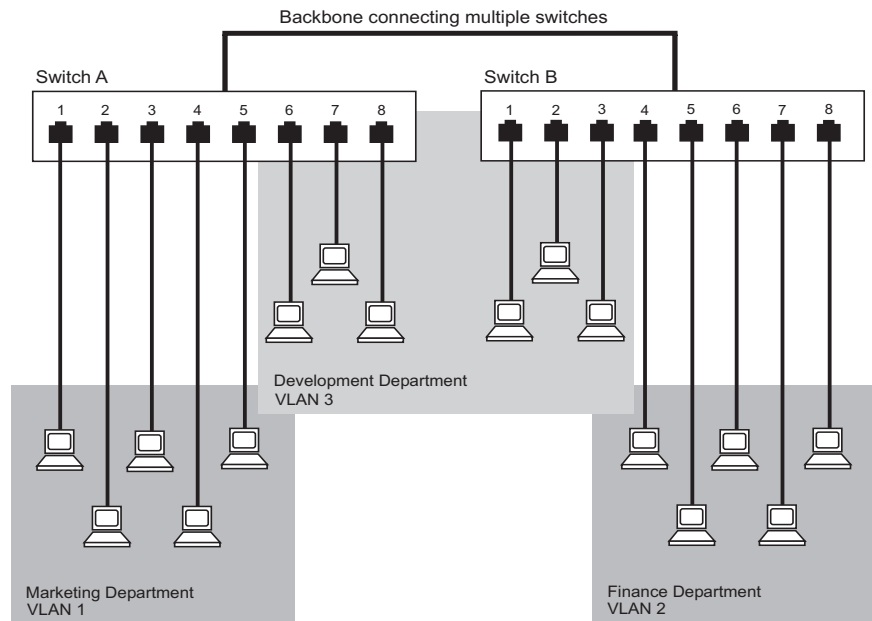 Backbone connecting multiple switches
Switch A
Switch B
1 2 3 4 5 6 7 8
1 2 3 4 5 6 7 8
Development Department
VLAN 3
Marketing Department
VLAN 1
Finance Department
VLAN 2